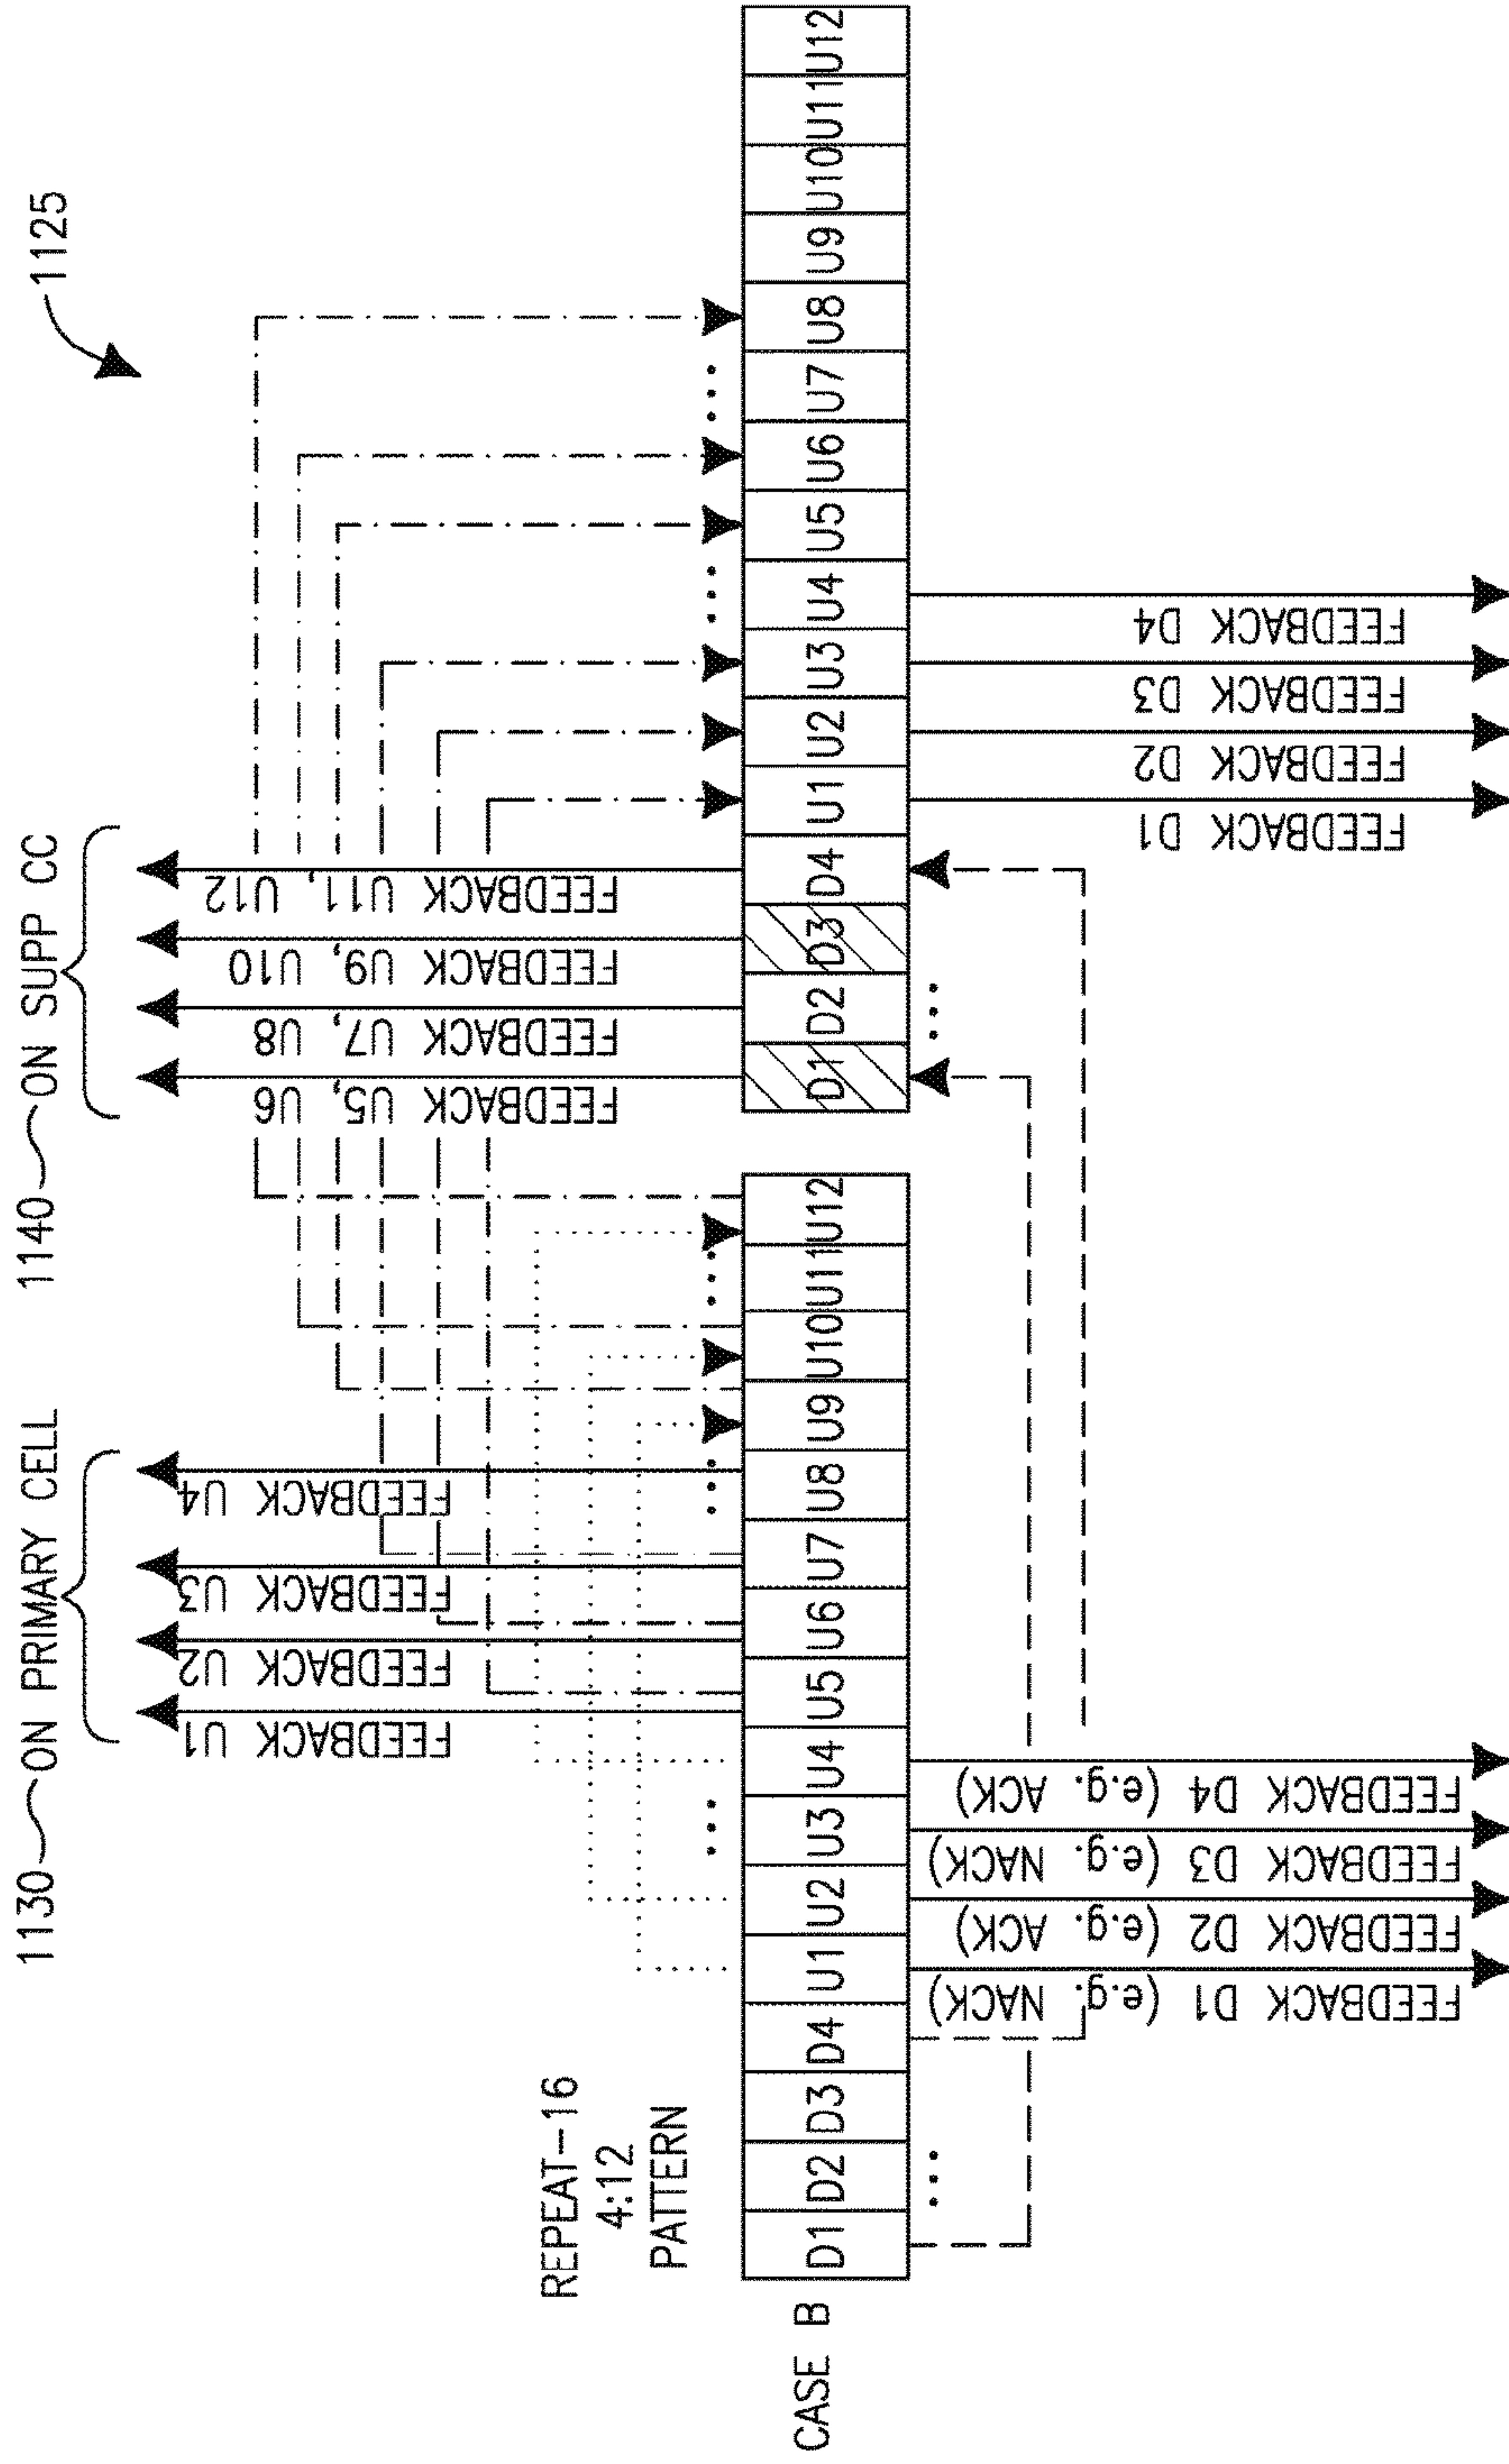 1130 ON PRIMARY CELL
1140 ON SUPP CC
1125
FEEDBACK U1
FEEDBACK U2
FEEDBACK U3
FEEDBACK U4
FEEDBACK U5, U6
FEEDBACK U7, U8
FEEDBACK U9, U10
FEEDBACK U11, U12
REPEAT-16
4:12
PATTERN
...
...
...
...
...
CASE B
D1 D2 D3 D4 U1 U2 U3 U4 U5 U6 U7 U8 U9 U10 U11 U12
D1 D2 D3 D4 U1 U2 U3 U4 U5 U6 U7 U8 U9 U10 U11 U12
...
...
FEEDBACK D1 (e.g. NACK)
FEEDBACK D2 (e.g. ACK)
FEEDBACK D3 (e.g. NACK)
FEEDBACK D4 (e.g. ACK)
FEEDBACK D1
FEEDBACK D2
FEEDBACK D3
FEEDBACK D4